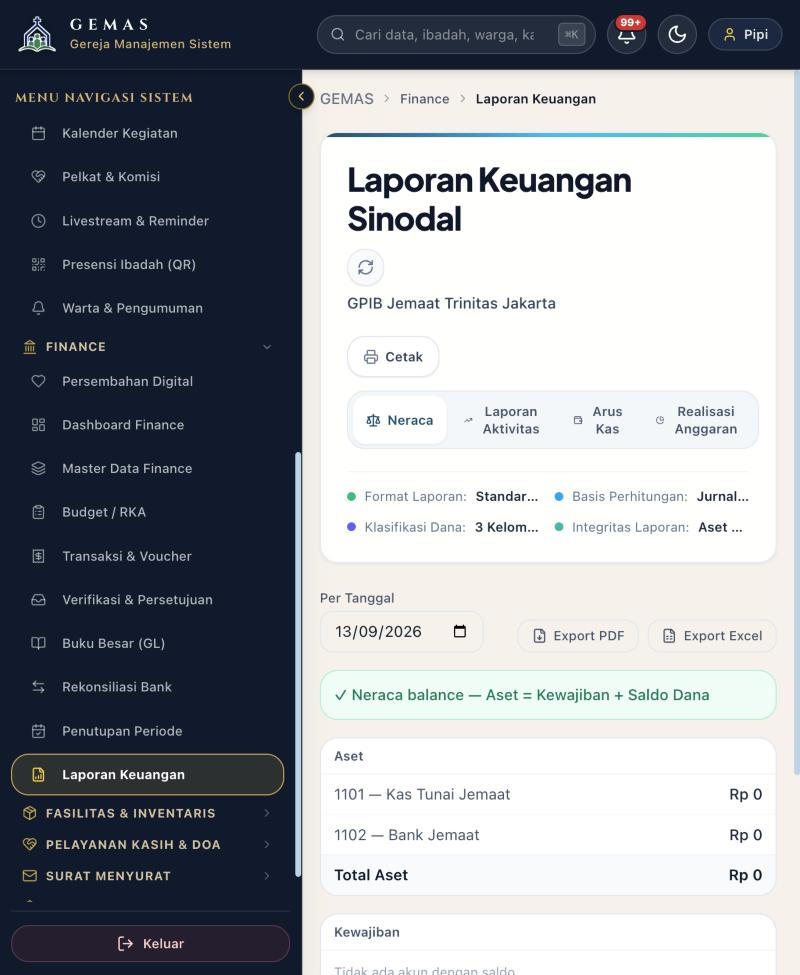 GEMAS
Gereja Manajemen Sistem
Cari data, ibadah, warga, ka
⌘K
99+
Pipi
MENU NAVIGASI SISTEM
Kalender Kegiatan
Pelkat & Komisi
Livestream & Reminder
Presensi Ibadah (QR)
Warta & Pengumuman
FINANCE
Persembahan Digital
Dashboard Finance
Master Data Finance
Budget / RKA
Transaksi & Voucher
Verifikasi & Persetujuan
Buku Besar (GL)
Rekonsiliasi Bank
Penutupan Periode
Laporan Keuangan
FASILITAS & INVENTARIS
PELAYANAN KASIH & DOA
SURAT MENYURAT
Keluar
GEMAS > Finance > Laporan Keuangan
Laporan Keuangan
Sinodal
GPIB Jemaat Trinitas Jakarta
Cetak
Neraca
Laporan
Aktivitas
Arus
Kas
Realisasi
Anggaran
Format Laporan: Standar...
Basis Perhitungan: Jurnal...
Klasifikasi Dana: 3 Kelom...
Integritas Laporan: Aset ...
Per Tanggal
13/09/2026
Export PDF
Export Excel
✓ Neraca balance — Aset = Kewajiban + Saldo Dana
Aset
1101 — Kas Tunai Jemaat Rp 0
1102 — Bank Jemaat Rp 0
Total Aset Rp 0
Kewajiban
Tidak ada akun dengan saldo